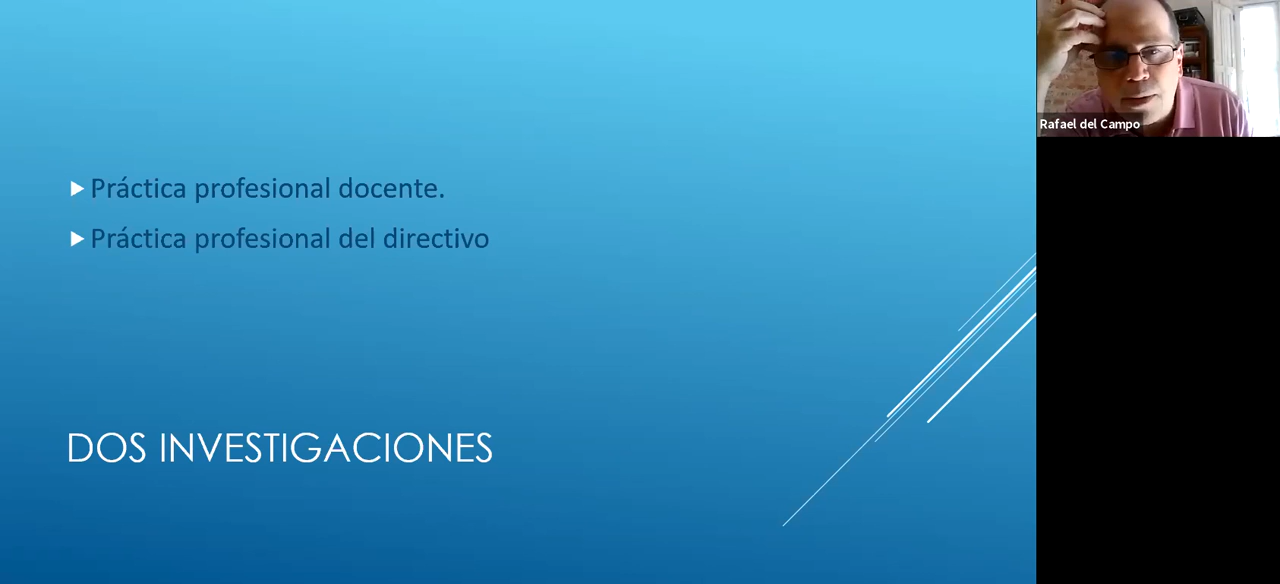 Práctica profesional docente.
Práctica profesional del directivo
DOS INVESTIGACIONES
Rafael del Campo